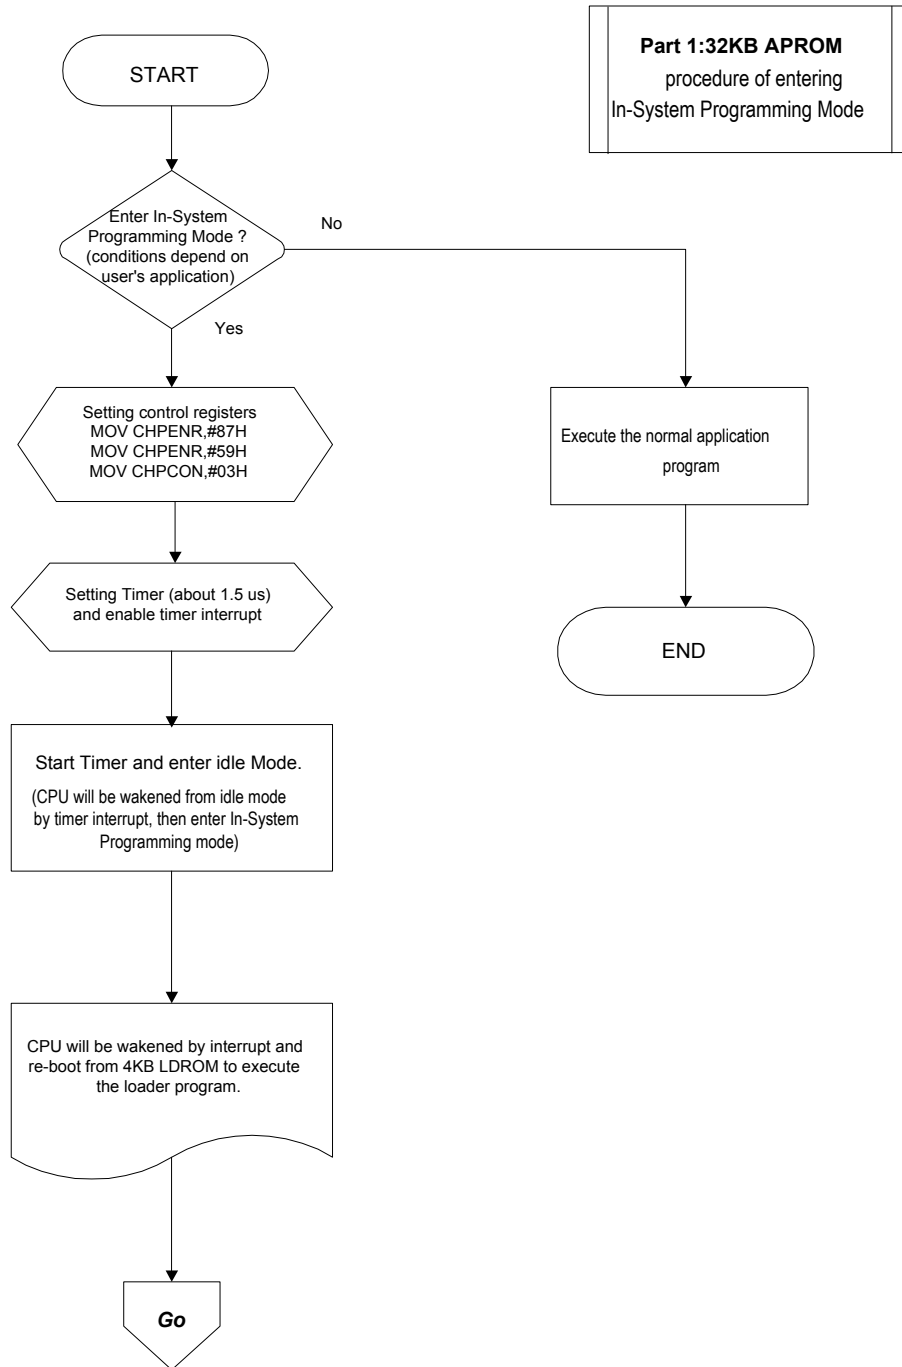 Part 1:32KB APROM
procedure of entering
In-System Programming Mode
START
Enter In-System
Programming Mode ?
(conditions depend on
user's application)
No
Yes
Setting control registers
MOV CHPENR,#87H
MOV CHPENR,#59H
MOV CHPCON,#03H
Execute the normal application
program
Setting Timer (about 1.5 us)
and enable timer interrupt
END
Start Timer and enter idle Mode.
(CPU will be wakened from idle mode
by timer interrupt, then enter In-System
Programming mode)
CPU will be wakened by interrupt and
re-boot from 4KB LDROM to execute
the loader program.
Go